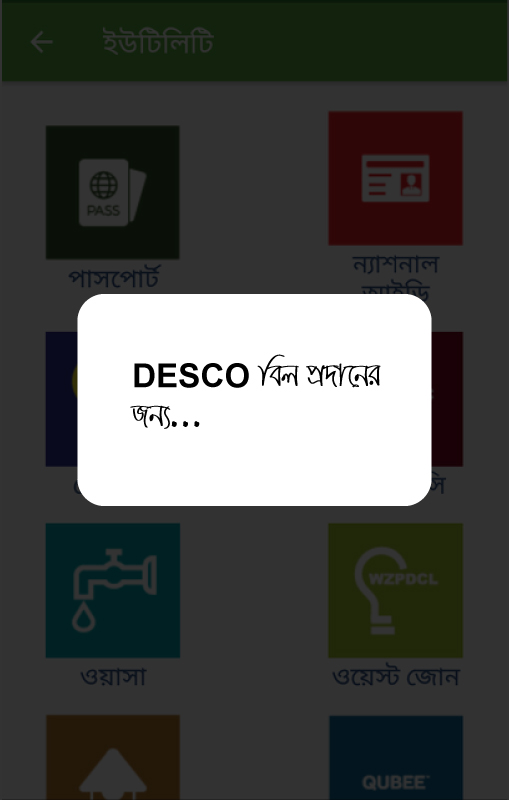 ইউটিলিটি
PASS
পাসপোর্ট
ন্যাশনাল
আইডি
DESCO বিল প্রদানের
জন্য...
সি
WZPDCL
ওয়াসা
ওয়েস্ট জোন
QUBEE